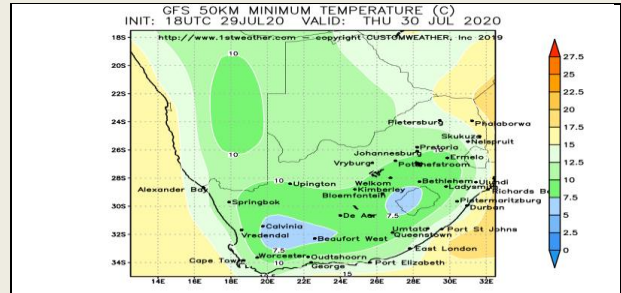 GFS 50KM MINIMUM TEMPERATURE (C)
INIT: 18UTC 29JUL20 VALID: THU 30 JUL 2020
http://www.1stweather.com copyright CUSTOMWEATHER, Inc 2019
18S
20S
22S
24S
26S
28S
30S
32S
34S
14E 16E 18E 20E 22E 24E 26E 28E 30E 32E
10
10
Pietersburg
Phalaborwa
Skukuza
Nelspruit
Pretoria
Johannesburg
10
Ermelo
Vryburg
Potchefstroom
Alexander Bay
Upington
Welkom
Bethlehem
Ulundi
Kimberley
Ladysmith
Richards Ba
Bloemfontein
Springbok
Pietermaritzburg
Durban
De Aar
7.5
Calvinia
Vredendal
Umtata
Port St Johns
Beaufort West
Queenstown
7.5
East London
Worcester
Oudtshoorn
Cape Town
10
George
Port Elizabeth
15
27.5
25
22.5
20
17.5
15
12.5
10
7.5
5
2.5
0